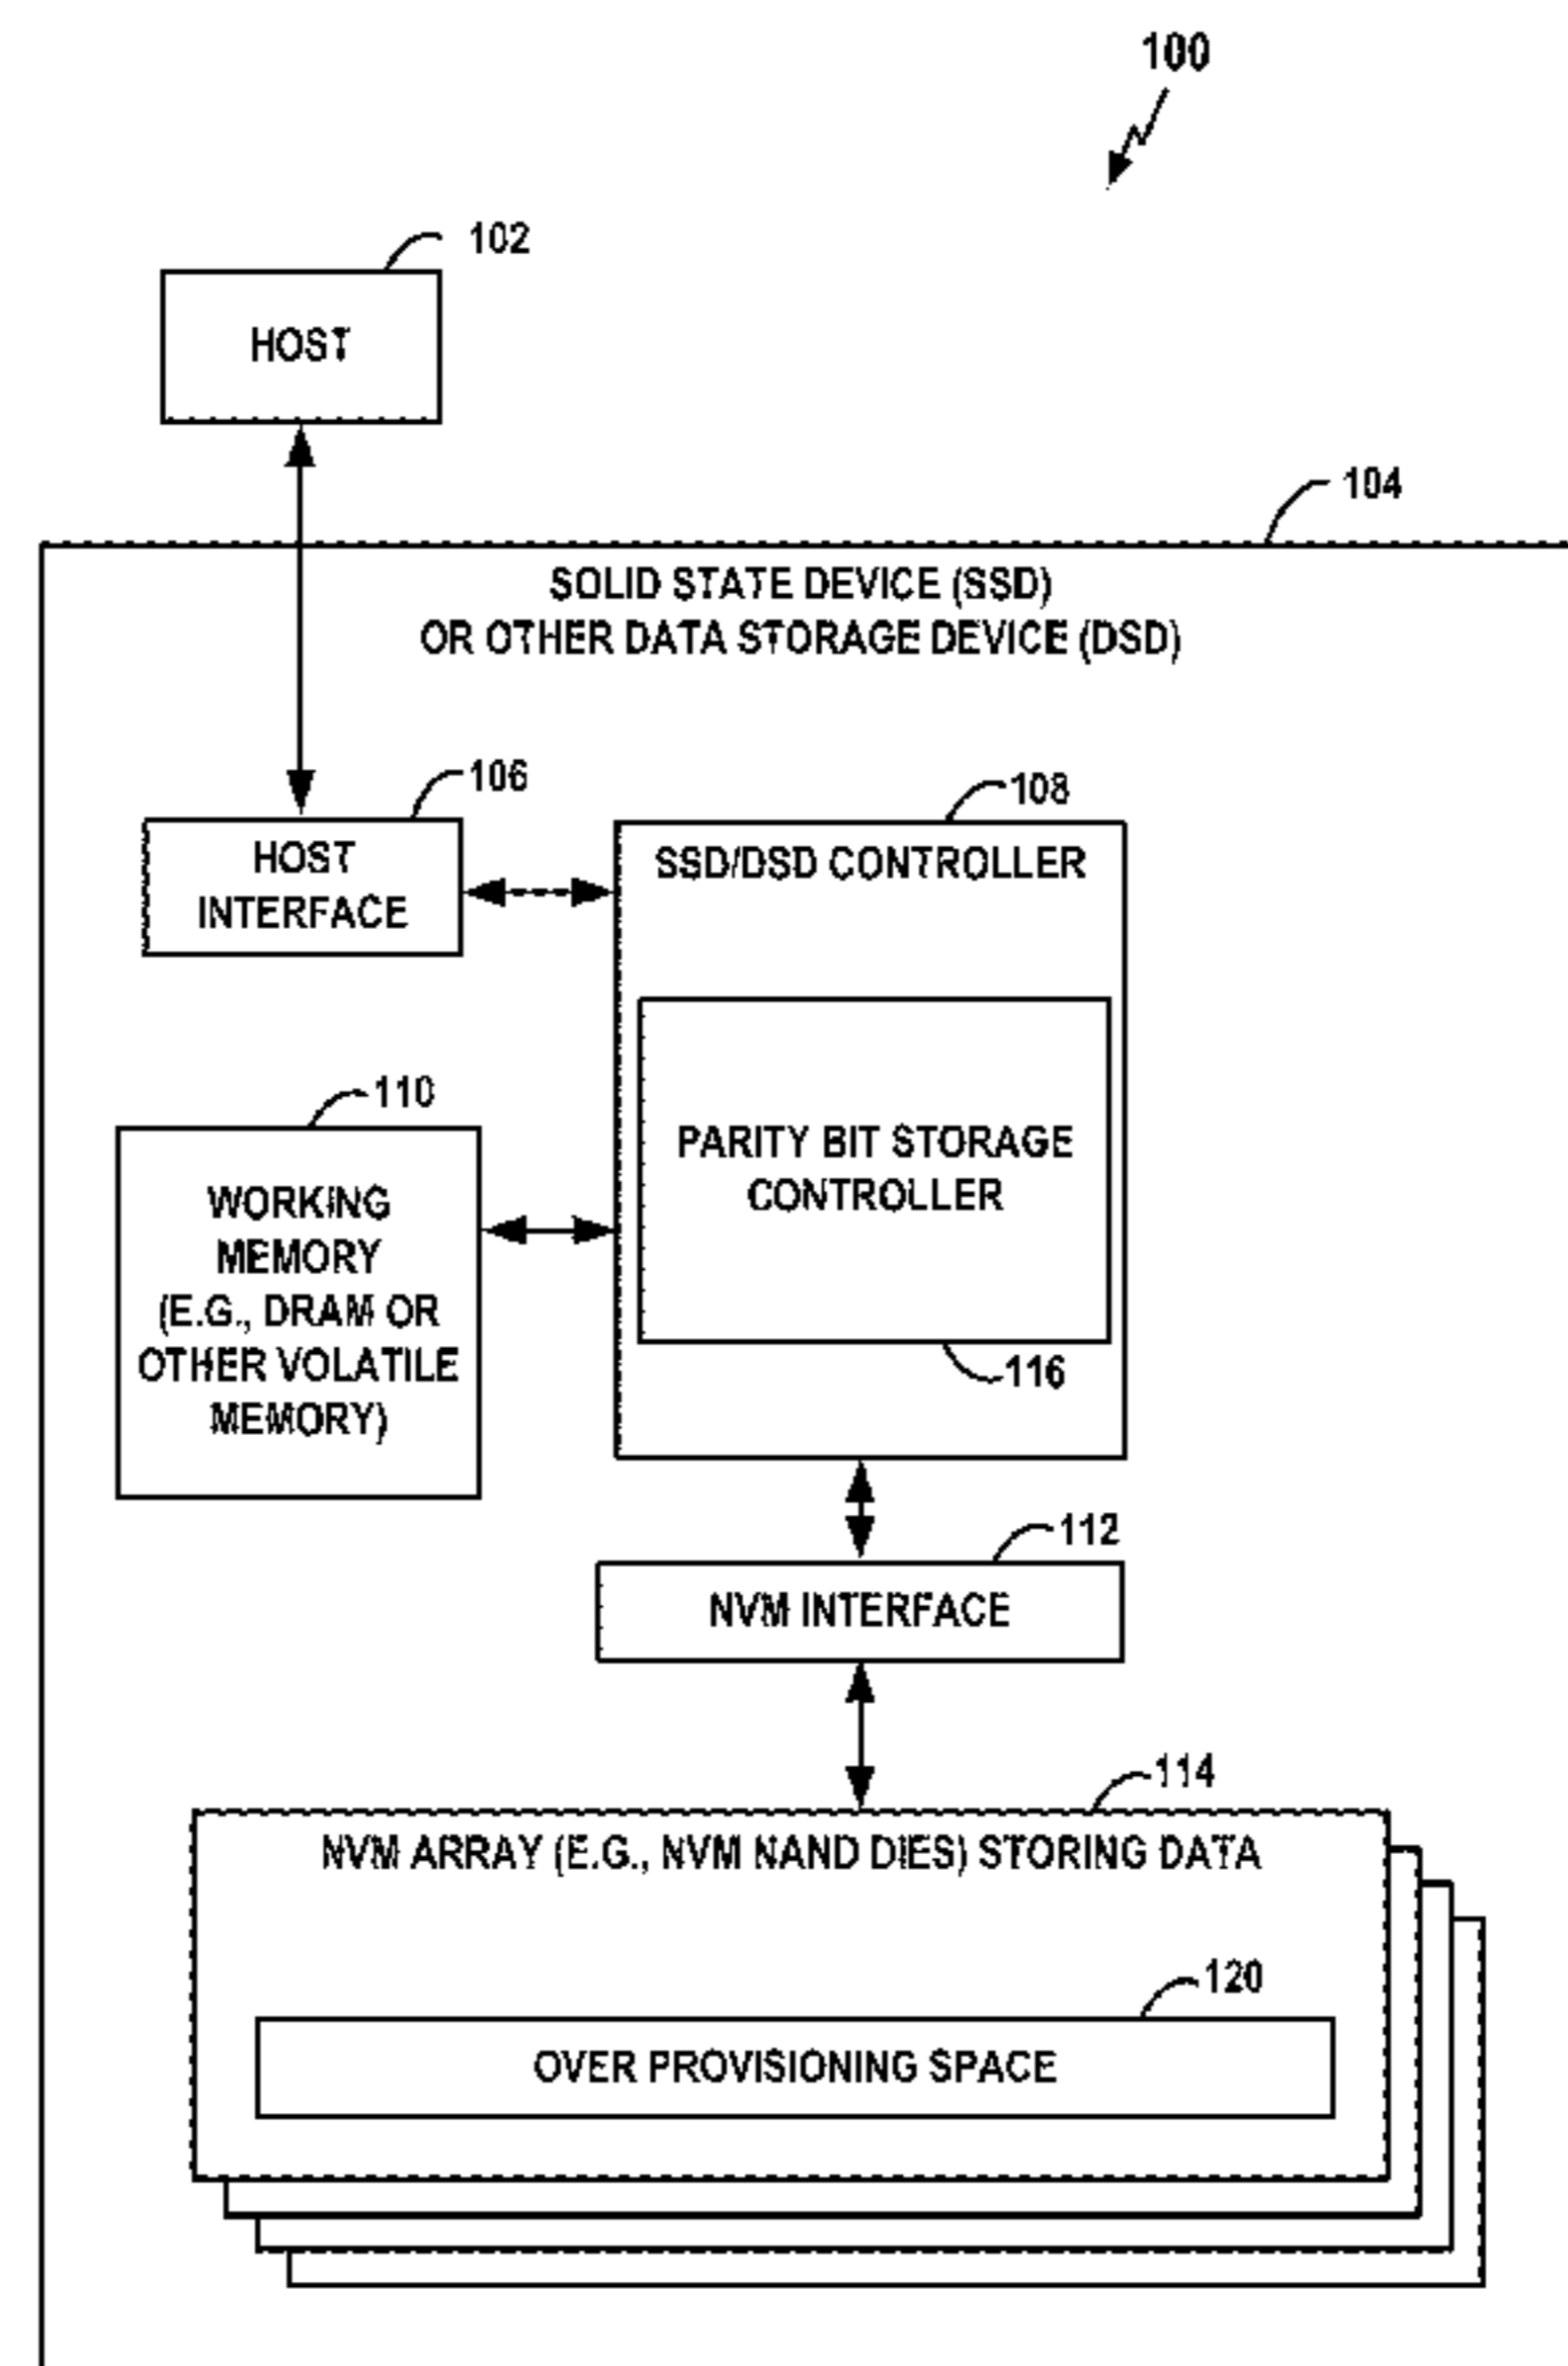 100
102
HOST
104
SOLID STATE DEVICE (SSD)
OR OTHER DATA STORAGE DEVICE (DSD)
106
HOST
INTERFACE
108
SSD/DSD CONTROLLER
PARITY BIT STORAGE
CONTROLLER
116
110
WORKING
MEMORY
(E.G., DRAM OR
OTHER VOLATILE
MEMORY)
112
NVM INTERFACE
114
NVM ARRAY (E.G., NVM NAND DIES) STORING DATA
120
OVER PROVISIONING SPACE